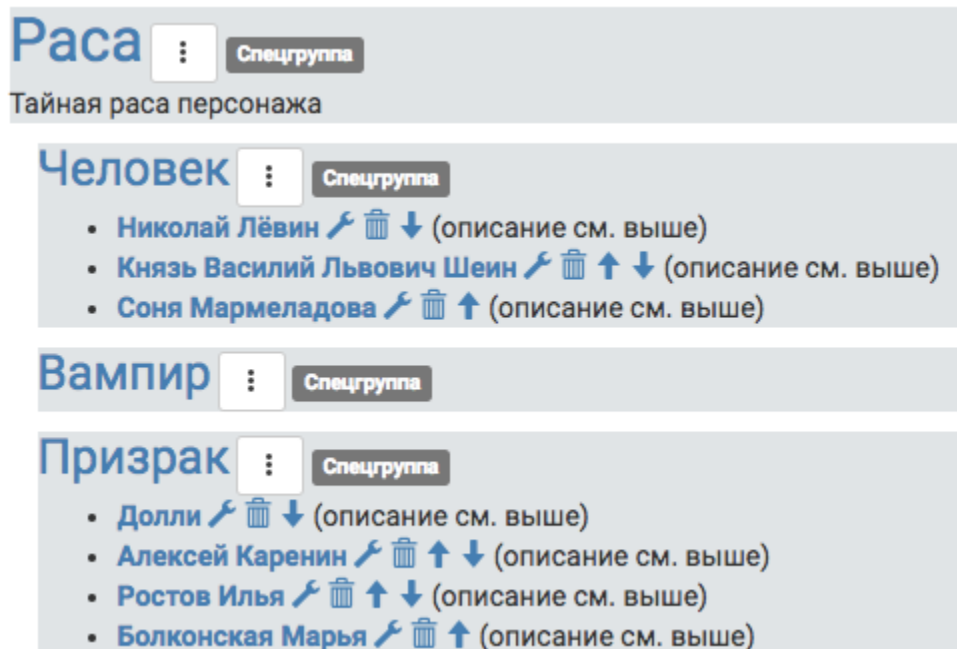 Раса Спецгруппа
Тайная раса персонажа
Человек Спецгруппа
• Николай Лёвин (описание см. выше)
• Князь Василий Львович Шеин (описание см. выше)
• Соня Мармеладова (описание см. выше)
Вампир Спецгруппа
Призрак Спецгруппа
• Долли (описание см. выше)
• Алексей Каренин (описание см. выше)
• Ростов Илья (описание см. выше)
• Болконская Марья (описание см. выше)